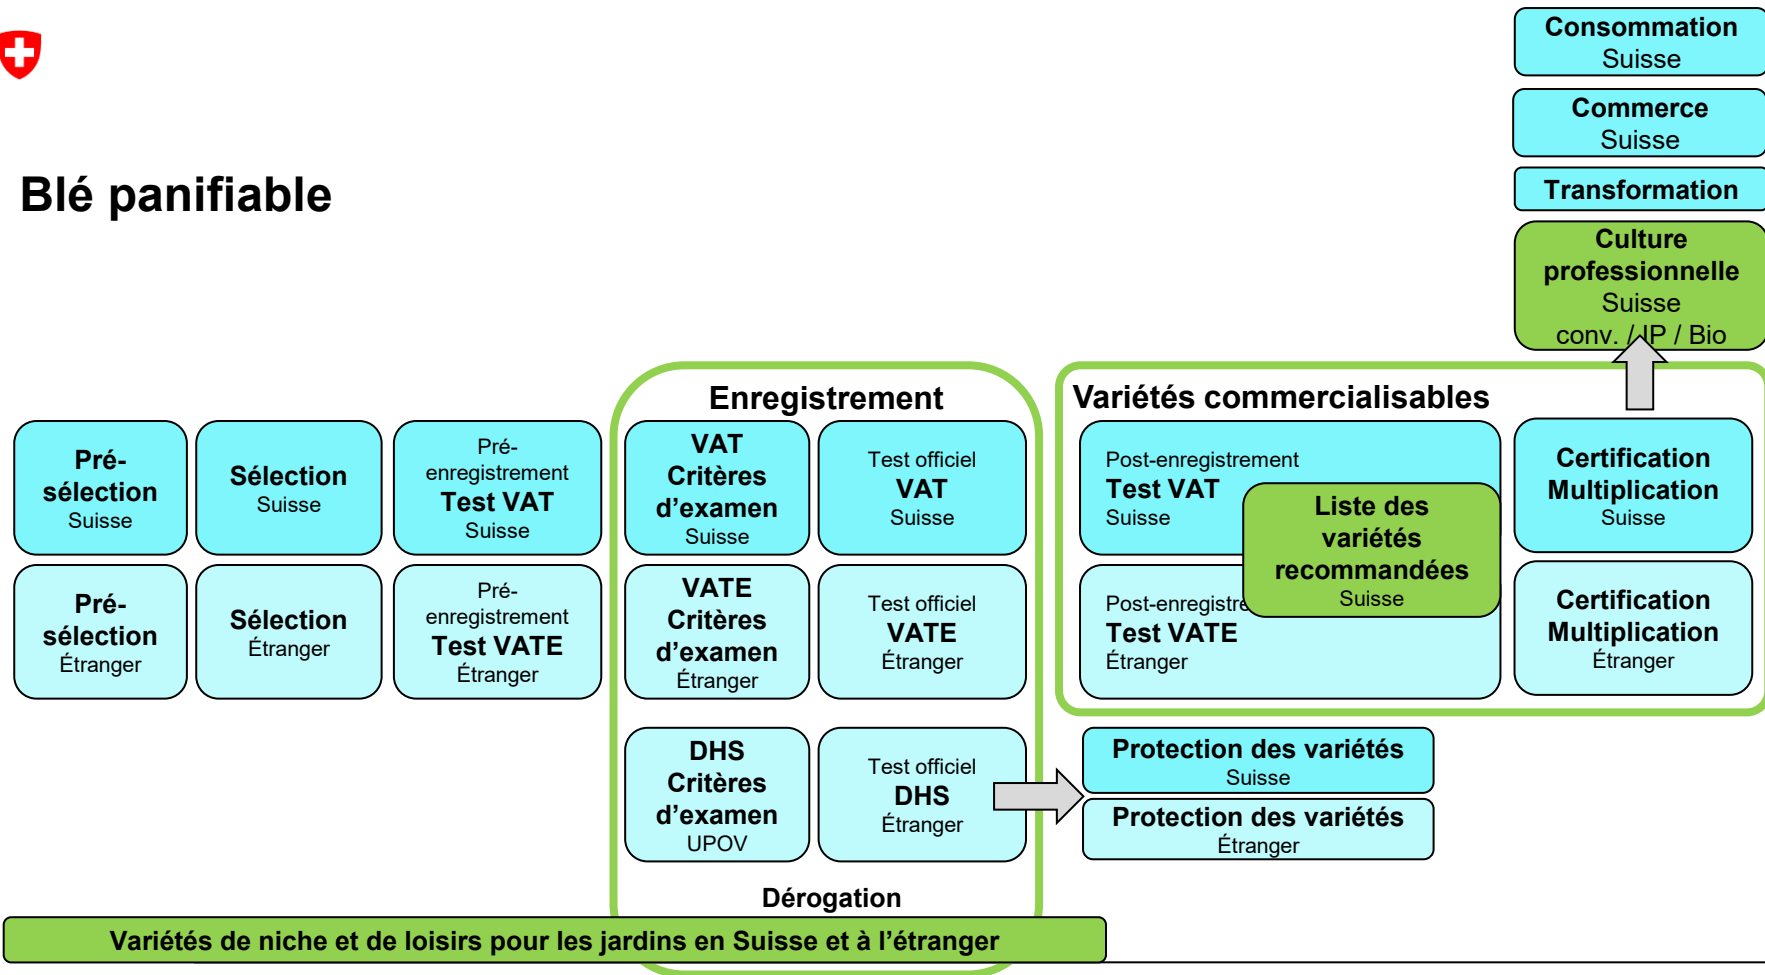 Consommation
Suisse
Commerce
Suisse
Transformation
Culture
professionnelle
Suisse
conv. / IP / Bio
Blé panifiable
Enregistrement
Variétés commercialisables
Pré-
sélection
Suisse
Sélection
Suisse
Pré-
enregistrement
Test VAT
Suisse
VAT
Critères
d’examen
Suisse
Test officiel
VAT
Suisse
Post-enregistrement
Test VAT
Suisse
Liste des
variétés
recommandées
Suisse
Certification
Multiplication
Suisse
Pré-
sélection
Étranger
Sélection
Étranger
Pré-
enregistrement
Test VATE
Étranger
VATE
Critères
d’examen
Étranger
Test officiel
VATE
Étranger
Post-enregistre
Test VATE
Étranger
Certification
Multiplication
Étranger
DHS
Critères
d’examen
UPOV
Test officiel
DHS
Étranger
Protection des variétés
Suisse
Protection des variétés
Étranger
Dérogation
Variétés de niche et de loisirs pour les jardins en Suisse et à l’étranger